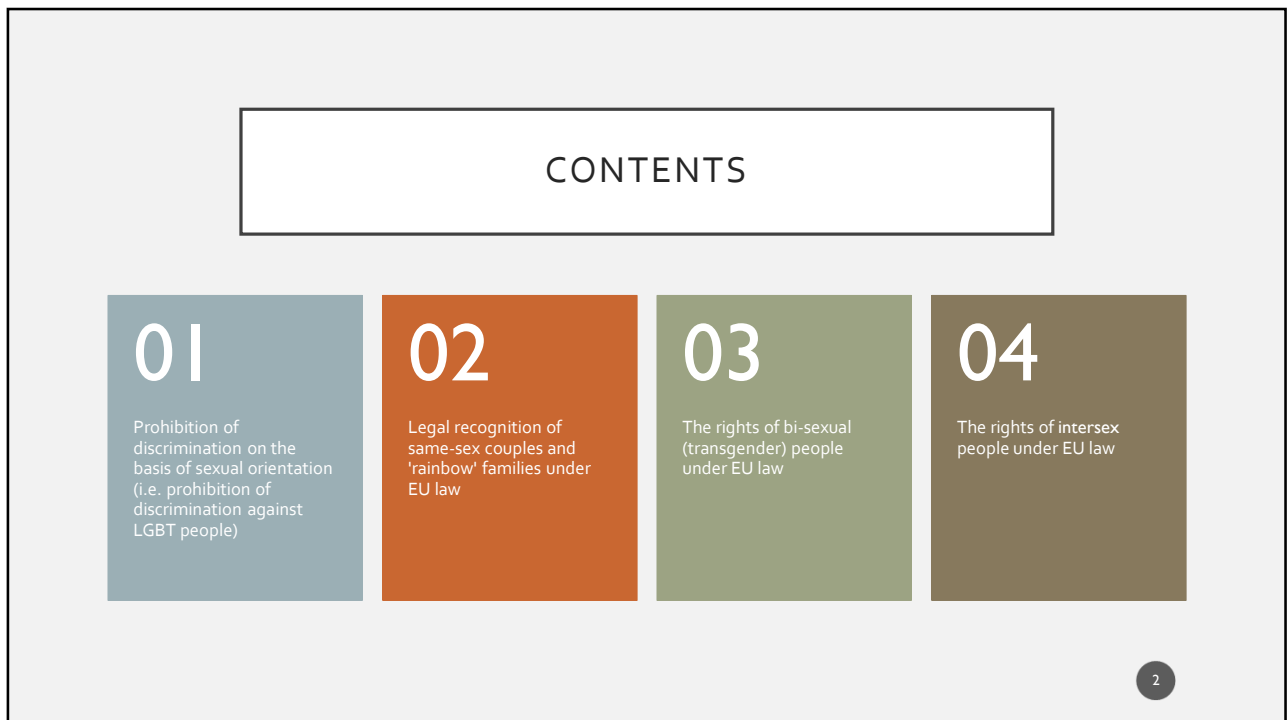 CONTENTS
01
Prohibition of
discrimination on the
basis of sexual orientation
(i.e. prohibition of
discrimination against
LGBT people)
02
Legal recognition of
same-sex couples and
'rainbow' families under
EU law
03
The rights of bi-sexual
(transgender) people
under EU law
04
The rights of intersex
people under EU law
2